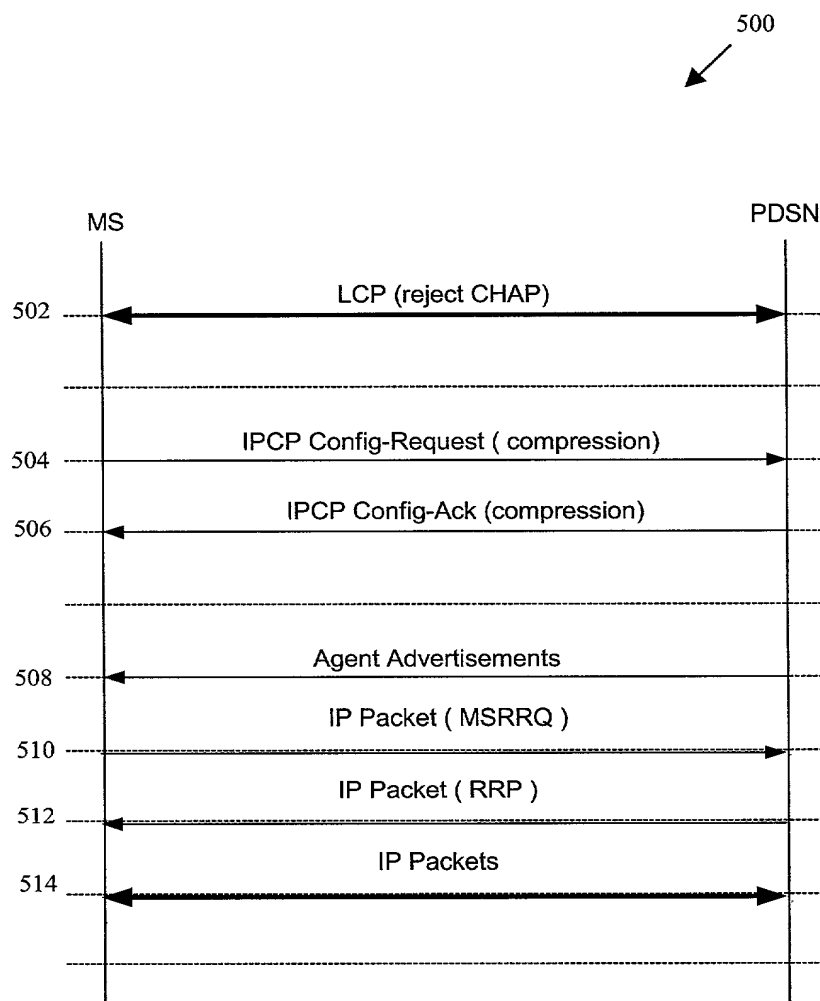 500
MS
PDSN
LCP (reject CHAP)
502
IPCP Config-Request ( compression)
504
IPCP Config-Ack (compression)
506
Agent Advertisements
508
IP Packet ( MSRRQ )
510
IP Packet ( RRP )
512
IP Packets
514